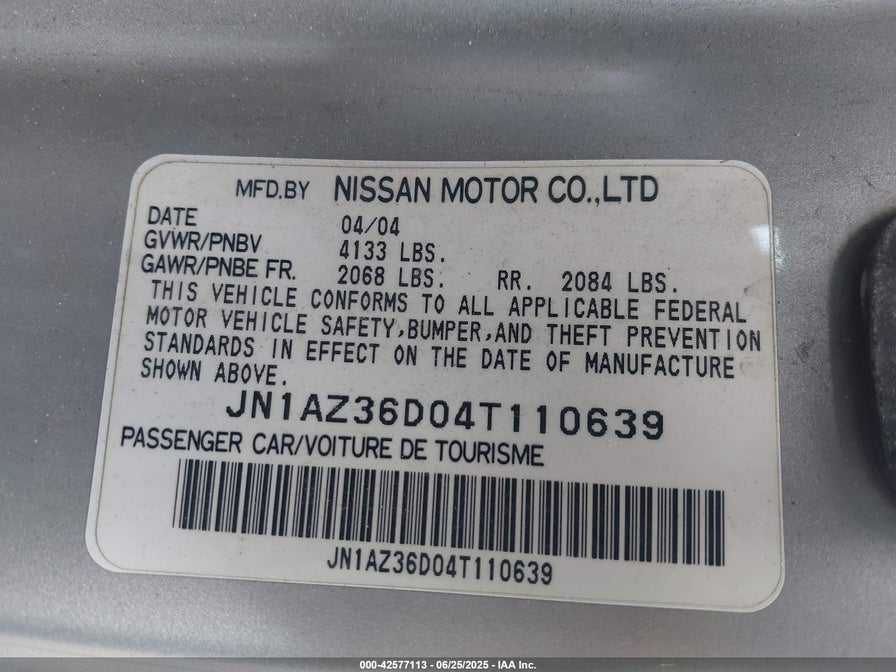 MFD.BY NISSAN MOTOR CO.,LTD
DATE 04/04
GVWR/PNBV 4133 LBS.
GAWR/PNBE FR. 2068 LBS. RR. 2084 LBS.
THIS VEHICLE CONFORMS TO ALL APPLICABLE FEDERAL
MOTOR VEHICLE SAFETY,BUMPER,AND THEFT PREVENTION
STANDARDS IN EFFECT ON THE DATE OF MANUFACTURE
SHOWN ABOVE.
JN1AZ36D04T110639
PASSENGER CAR/VOITURE DE TOURISME
JN1AZ36D04T110639
000-42577113 - 06/25/2025 - IAA Inc.